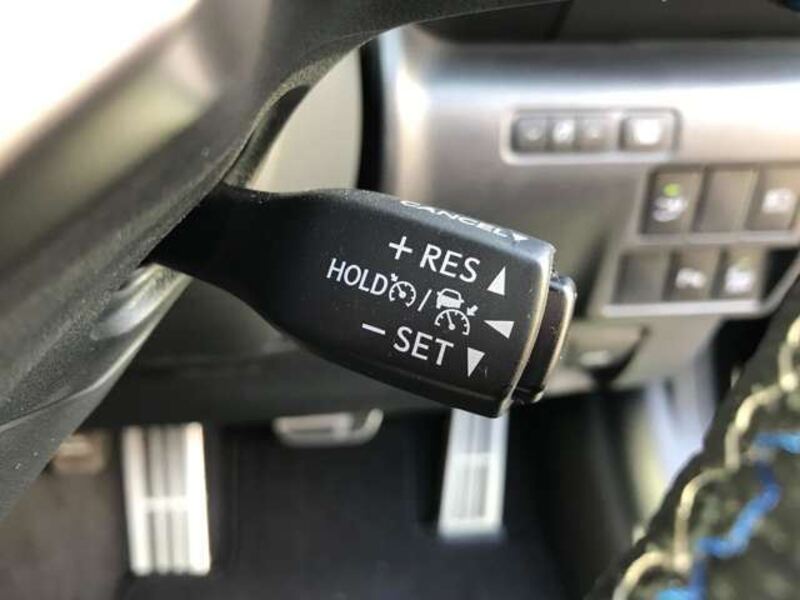 CANCEL▼
+ RES ▲
HOLD /
− SET ▼